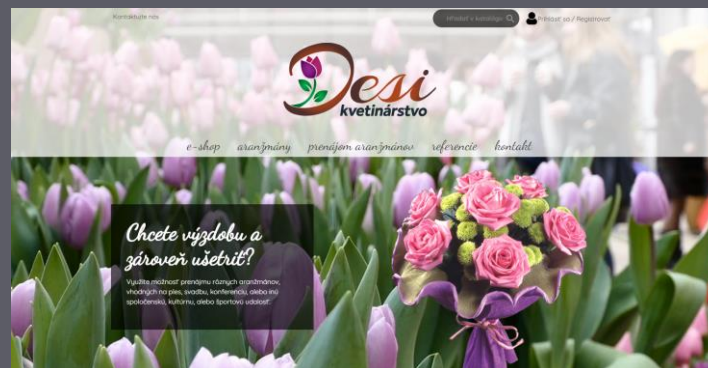 Kontaktujte nás
Hľadať v katalógu
Prihlásiť sa / Registrovať
Desi
kvetinárstvo
e-shop aranžmány prenájom aranžmánov referencie kontakt
Chcete výzdobu a
zároveň ušetriť?
Využite možnosť prenájmu rôznych aranžmánov,
vhodných na ples, svadbu, konferenciu, alebo inú
spoločenskú, kultúrnu, alebo športovú udalosť.